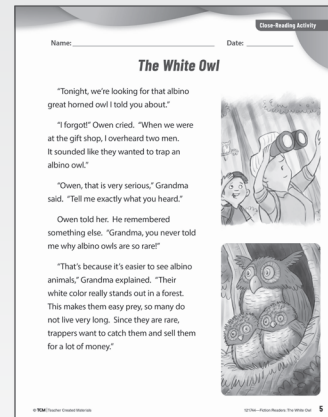 Close-Reading Activity
Name: Date:
The White Owl
"Tonight, we're looking for that albino
great horned owl I told you about."
"I forgot!" Owen cried. "When we were
at the gift shop, I overheard two men.
It sounded like they wanted to trap an
albino owl."
"Owen, that is very serious," Grandma
said. "Tell me exactly what you heard."
Owen told her. He remembered
something else. "Grandma, you never told
me why albino owls are so rare!"
"That's because it's easier to see albino
animals," Grandma explained. "Their
white color really stands out in a forest.
This makes them easy prey, so many do
not live very long. Since they are rare,
trappers want to catch them and sell them
for a lot of money."
© TCM | Teacher Created Materials
Fiction Readers: The White Owl 5